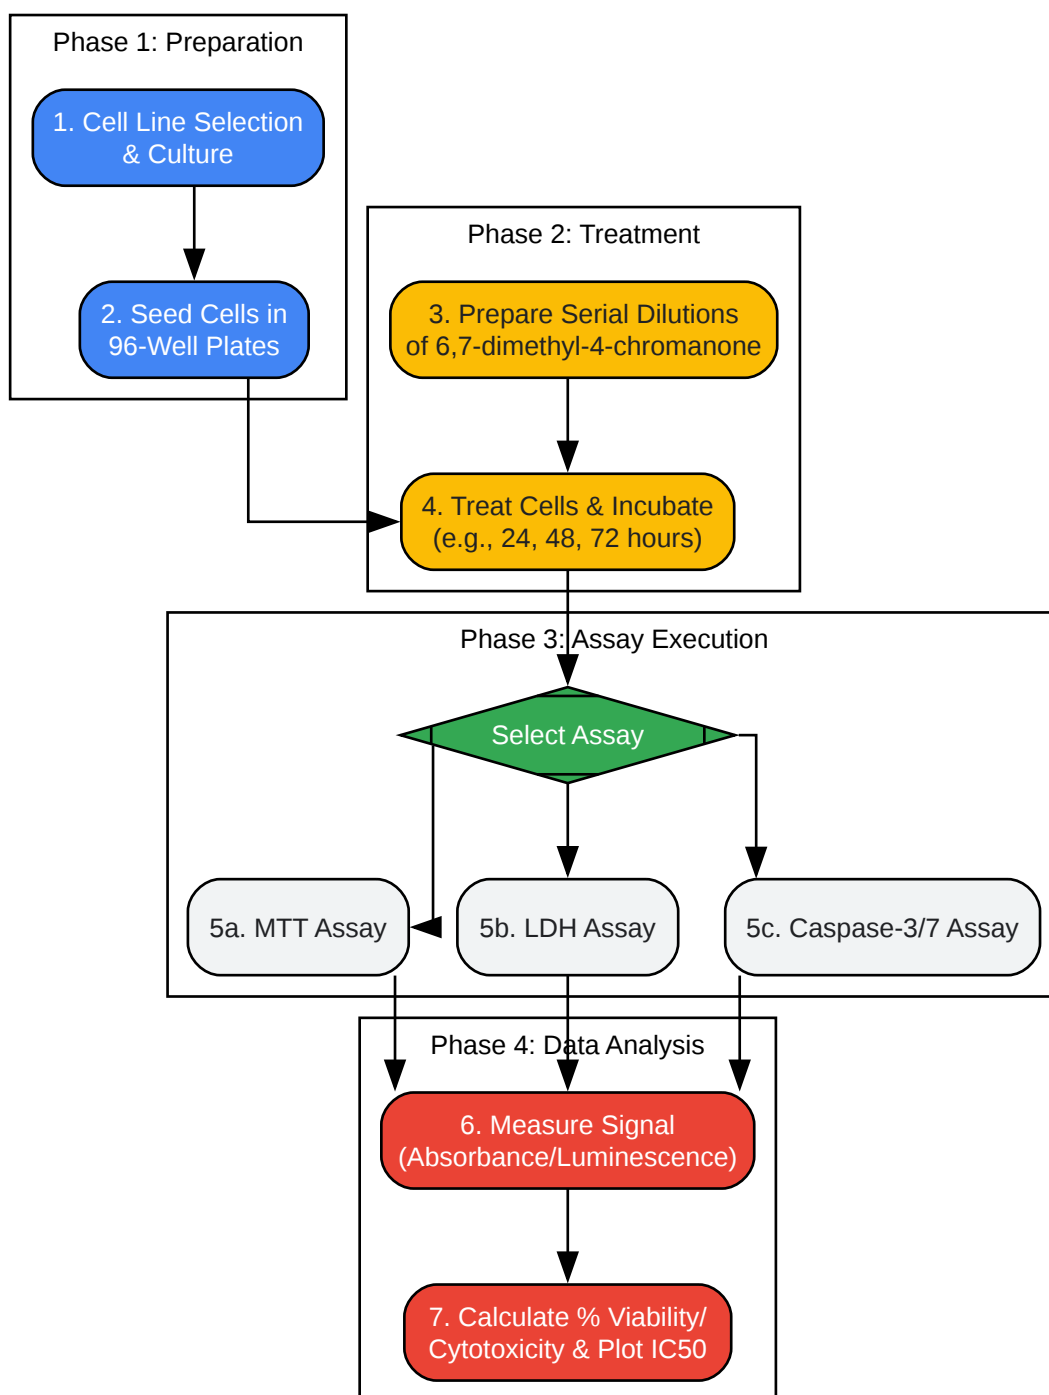 Phase 1: Preparation
1. Cell Line Selection
& Culture
2. Seed Cells in
96-Well Plates
Phase 2: Treatment
3. Prepare Serial Dilutions
of 6,7-dimethyl-4-chromanone
4. Treat Cells & Incubate
(e.g., 24, 48, 72 hours)
Phase 3: Assay Execution
Select Assay
5a. MTT Assay
5b. LDH Assay
5c. Caspase-3/7 Assay
Phase 4: Data Analysis
6. Measure Signal
(Absorbance/Luminescence)
7. Calculate % Viability/
Cytotoxicity & Plot IC50